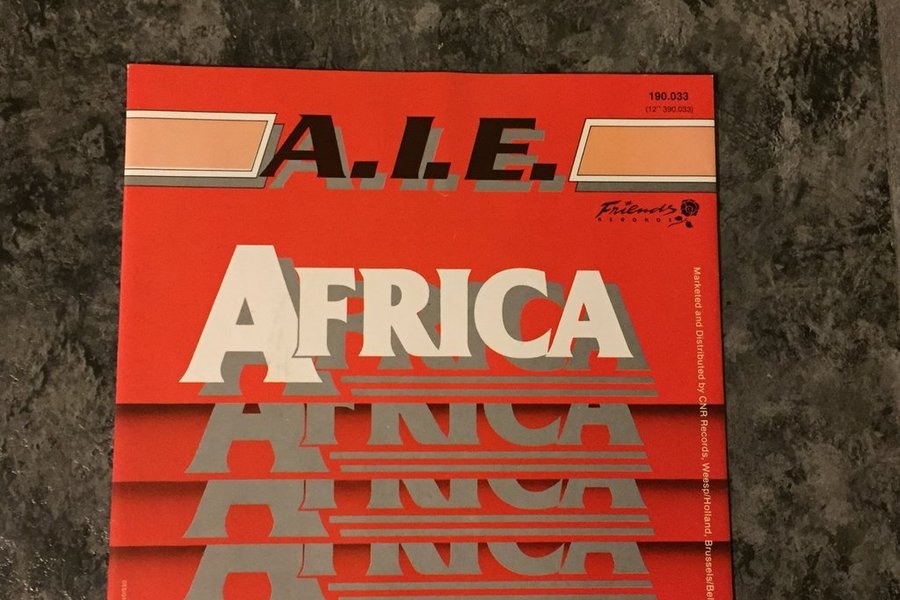 190.033
(12" 390.033)
A.I.E.
Friends
RECORDS
AFRICA
AFRICA
AFRICA
AFRICA
Marketed and Distributed by CNR Records, Weesp/Holland, Brussels/Bel